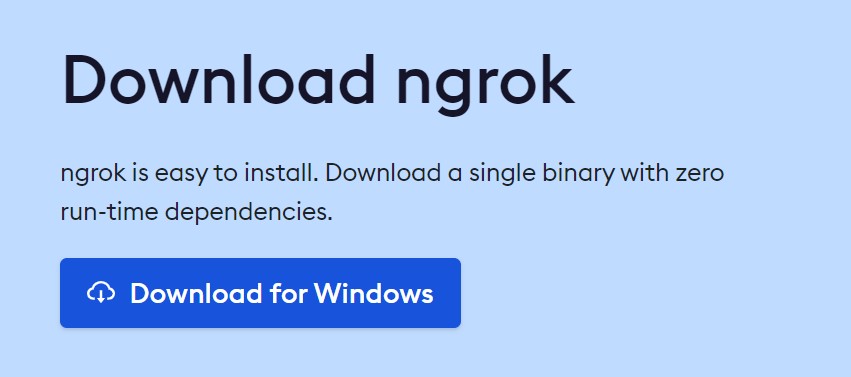 Download ngrok
ngrok is easy to install. Download a single binary with zero
run-time dependencies.
Download for Windows